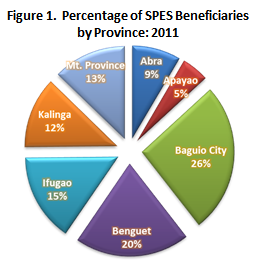 Figure 1.  Percentage of SPES Beneficiaries
by Province: 2011
Abra
9%
Apayao
5%
Baguio City
26%
Benguet
20%
Ifugao
15%
Kalinga
12%
Mt. Province
13%